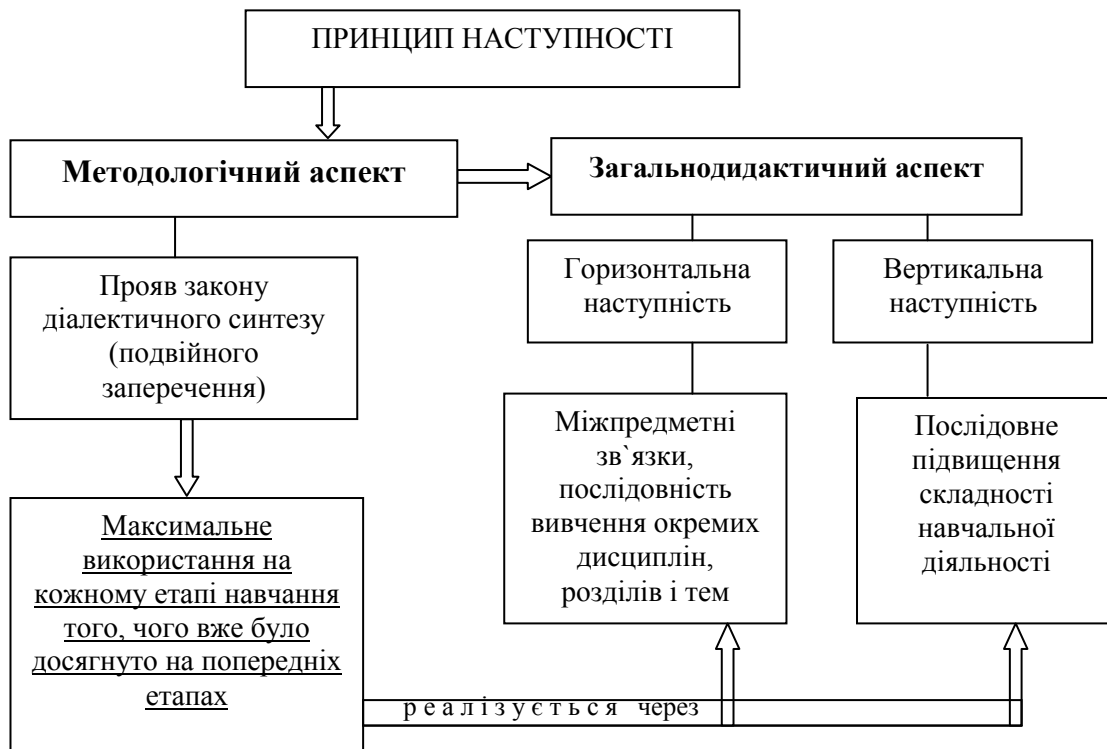 ПРИНЦИП НАСТУПНОСТІ
Методологічний аспект
Загальнодидактичний аспект
Прояв закону
діалектичного синтезу
(подвійного
заперечення)
Горизонтальна
наступність
Вертикальна
наступність
Максимальне
використання на
кожному етапі навчання
того, чого вже було
досягнуто на попередніх
етапах
Міжпредметні
зв`язки,
послідовність
вивчення окремих
дисциплін,
розділів і тем
Послідовне
підвищення
складності
навчальної
діяльності
р е а л і з у є т ь с я через